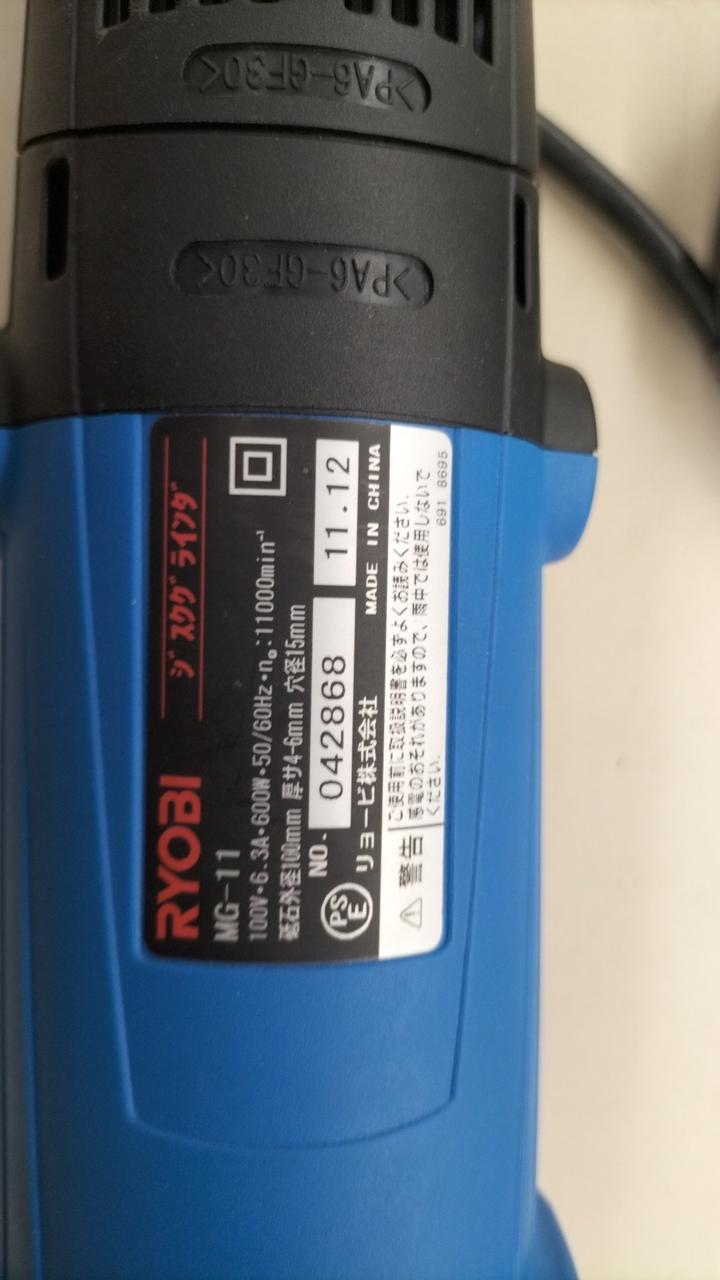 >PA6-GF30<
>PA6-GF30<
RYOBI ジスクグラインダ
MG-11
100V・6.3A・600W・50/60Hz・n₀:11000min⁻¹
砥石外径100mm 厚サ4-6mm 穴径15mm
NO. 042868 11.12
PSE リョービ株式会社 MADE IN CHINA
⚠警告 ご使用前に取扱説明書を必ずよくお読みください。
感電のおそれがありますので、雨中では使用しないで
ください。
691 8695